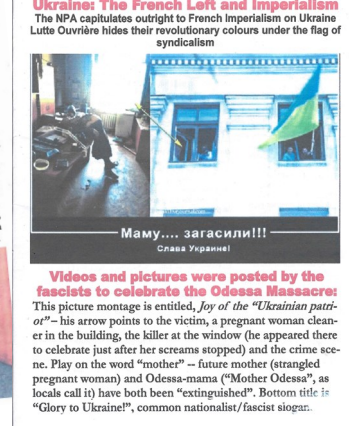 Ukraine: The French Left and Imperialism
The NPA capitulates outright to French Imperialism on Ukraine
Lutte Ouvrière hides their revolutionary colours under the flag of
syndicalism
Маму.... загасили!!!
Слава Украине!
Videos and pictures were posted by the
fascists to celebrate the Odessa Massacre:
This picture montage is entitled, Joy of the "Ukrainian patri-
ot" – his arrow points to the victim, a pregnant woman clean-
er in the building, the killer at the window (he appeared there
to celebrate just after her screams stopped) and the crime sce-
ne. Play on the word "mother" -- future mother (strangled
pregnant woman) and Odessa-mama ("Mother Odessa", as
locals call it) have both been "extinguished". Bottom title is
"Glory to Ukraine!", common nationalist/fascist slogan.